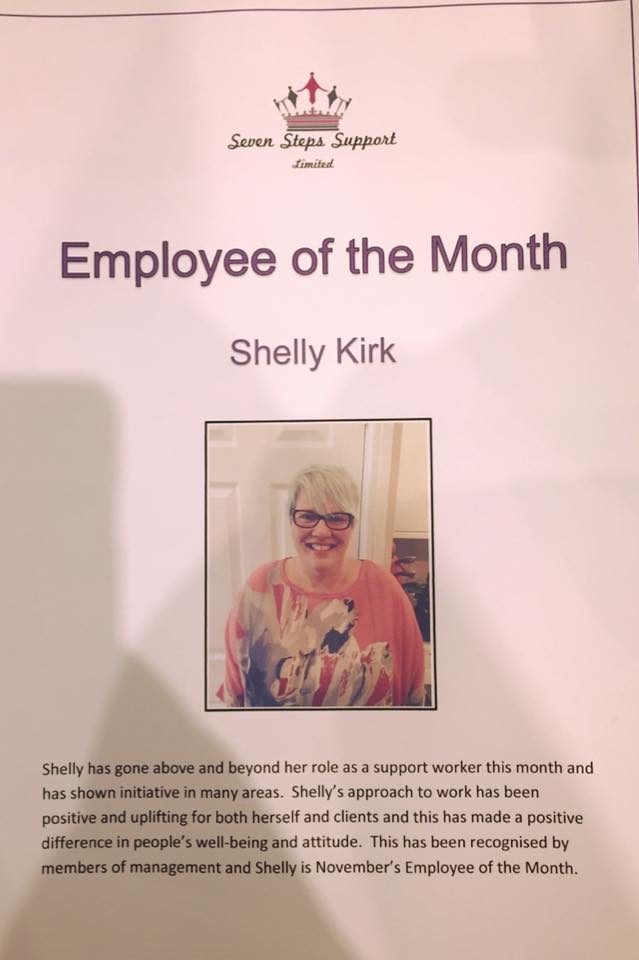 Seven Steps Support
Limited
Employee of the Month
Shelly Kirk
Shelly has gone above and beyond her role as a support worker this month and
has shown initiative in many areas.  Shelly's approach to work has been
positive and uplifting for both herself and clients and this has made a positive
difference in people's well-being and attitude.  This has been recognised by
members of management and Shelly is November's Employee of the Month.